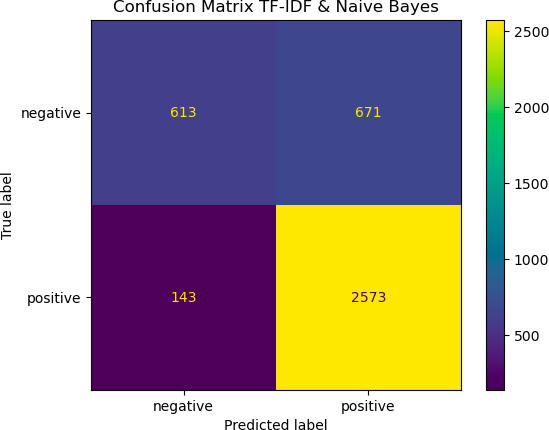 Confusion Matrix TF-IDF & Naive Bayes
True label
negative
positive
613
671
143
2573
negative
positive
Predicted label
2500
2000
1500
1000
500